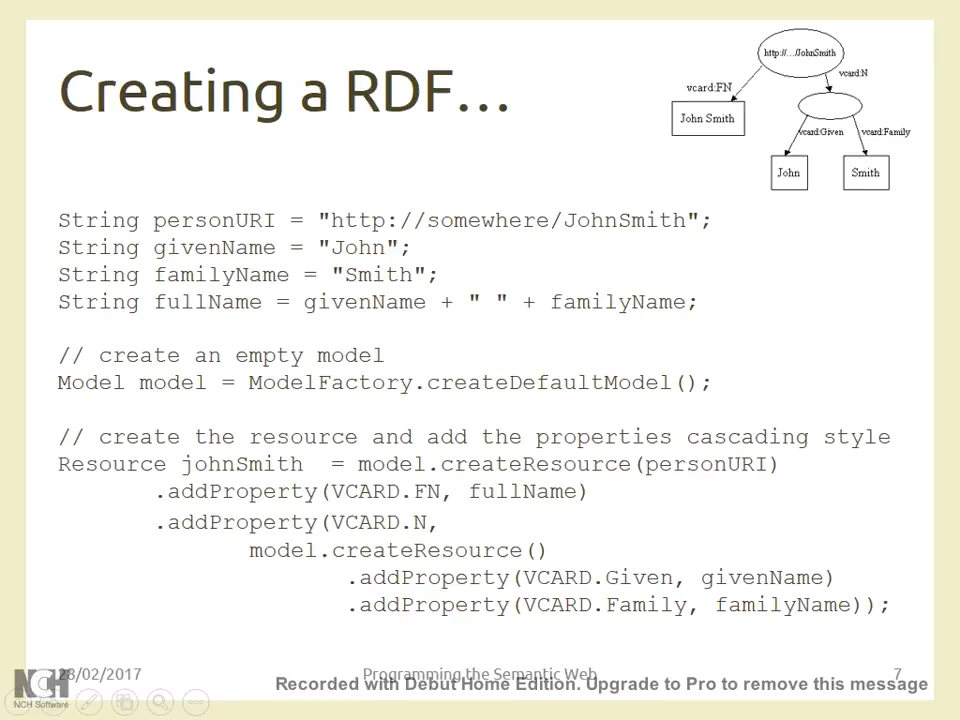 Creating a RDF…
http://.../JohnSmith
vcard:FN
vcard:N
John Smith
vcard:Given
vcard:Family
John
Smith
String personURI = "http://somewhere/JohnSmith";
String givenName = "John";
String familyName = "Smith";
String fullName = givenName + " " + familyName;
// create an empty model
Model model = ModelFactory.createDefaultModel();
// create the resource and add the properties cascading style
Resource johnSmith  = model.createResource(personURI)
.addProperty(VCARD.FN, fullName)
.addProperty(VCARD.N,
model.createResource()
.addProperty(VCARD.Given, givenName)
.addProperty(VCARD.Family, familyName));
28/02/2017
Programming the Semantic Web
7
Recorded with Debut Home Edition. Upgrade to Pro to remove this message
NCH
NCH Software